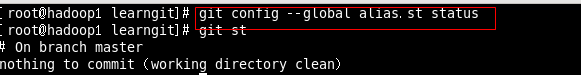 [ root@hadoop1 learngit]# git config --global alias.st status
[ root@hadoop1 learngit]# git st
# On branch master
nothing to commit (working directory clean)